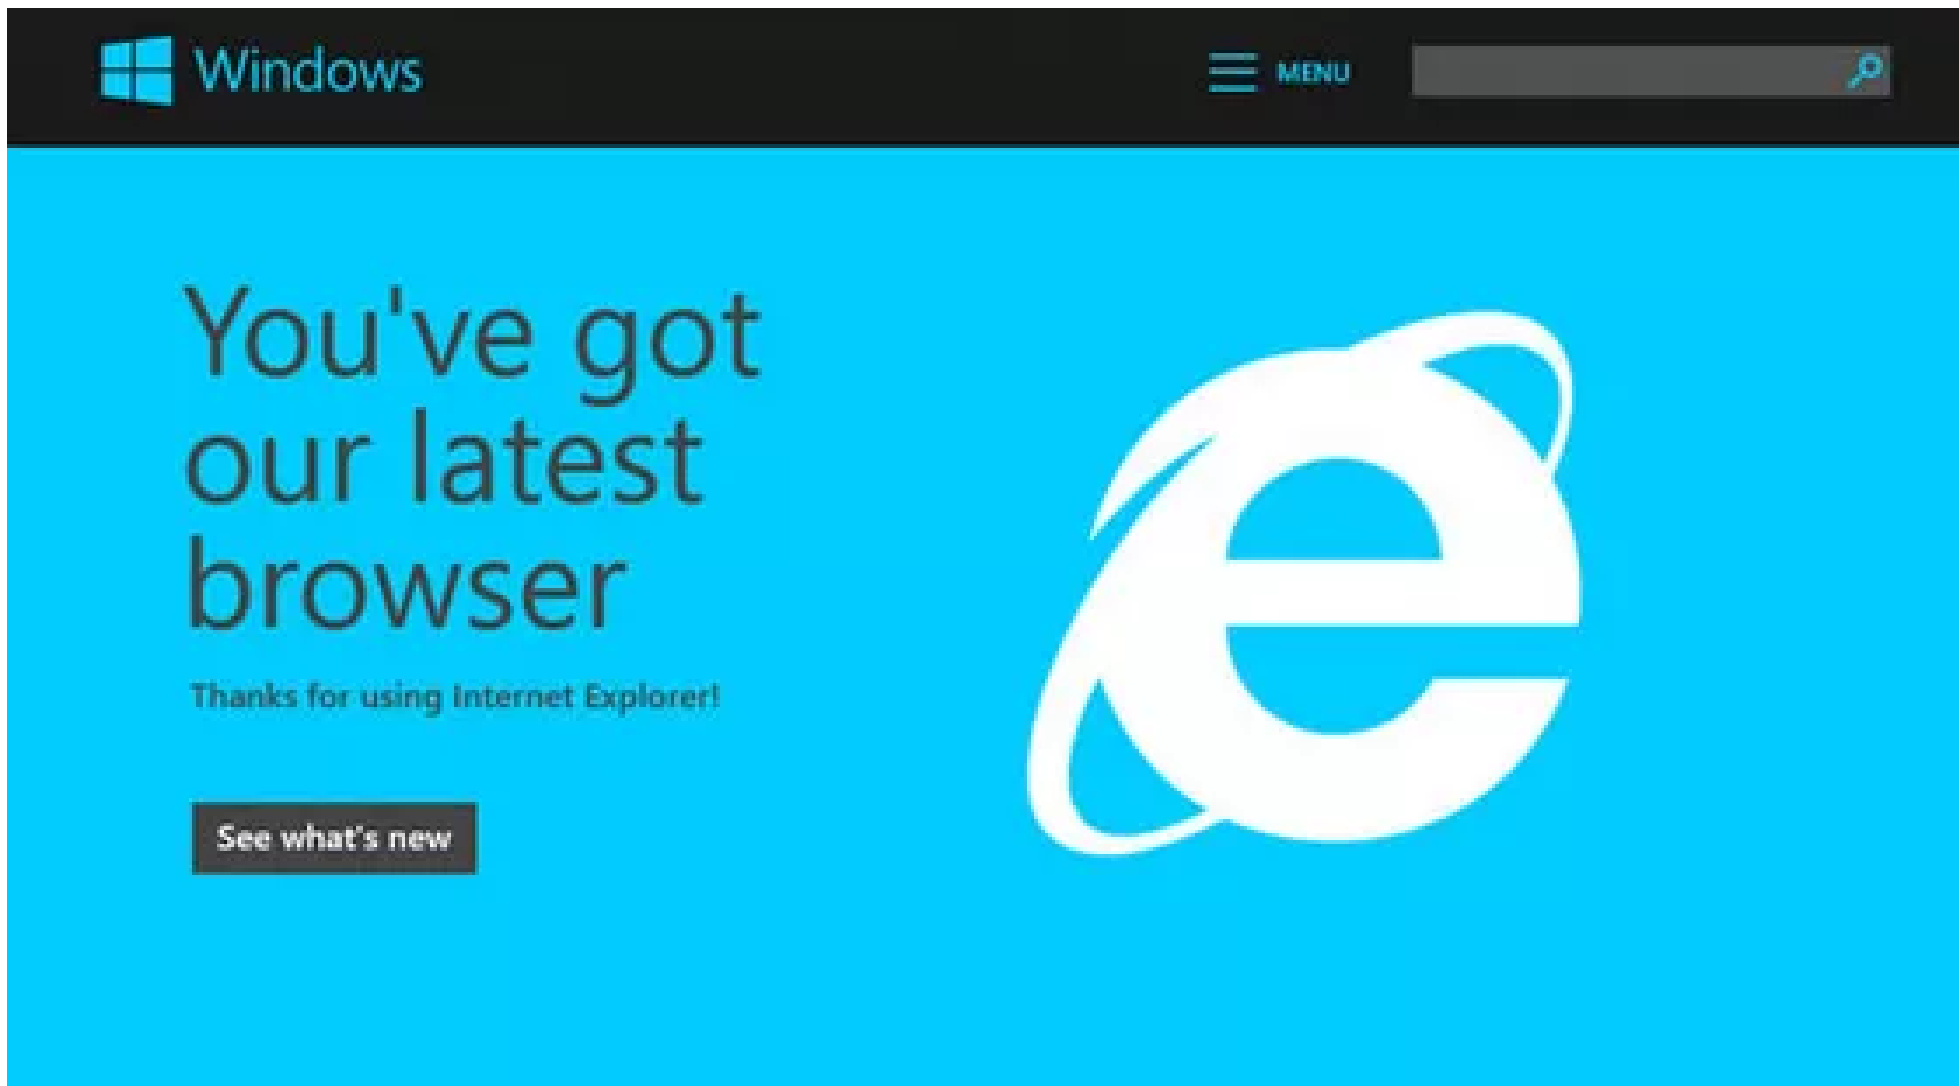 Windows
MENU
You've got
our latest
browser
Thanks for using Internet Explorer!
See what's new